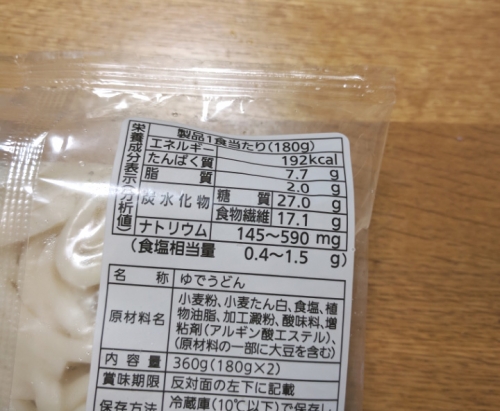 栄養成分表示(分析値)
製品1食当たり(180g)
エネルギー 192kcal
たんぱく質 7.7 g
脂質 2.0 g
炭水化物 糖質 27.0 g
食物繊維 17.1 g
ナトリウム 145〜590 mg
(食塩相当量 0.4〜1.5 g)
名称 ゆでうどん
原材料名 小麦粉、小麦たん白、食塩、植
物油脂、加工澱粉、酸味料、増
粘剤(アルギン酸エステル)、
(原材料の一部に大豆を含む)
内容量 360g(180g×2)
賞味期限 反対面の左下に記載
保存方法 冷蔵庫(10℃以下)で保存し